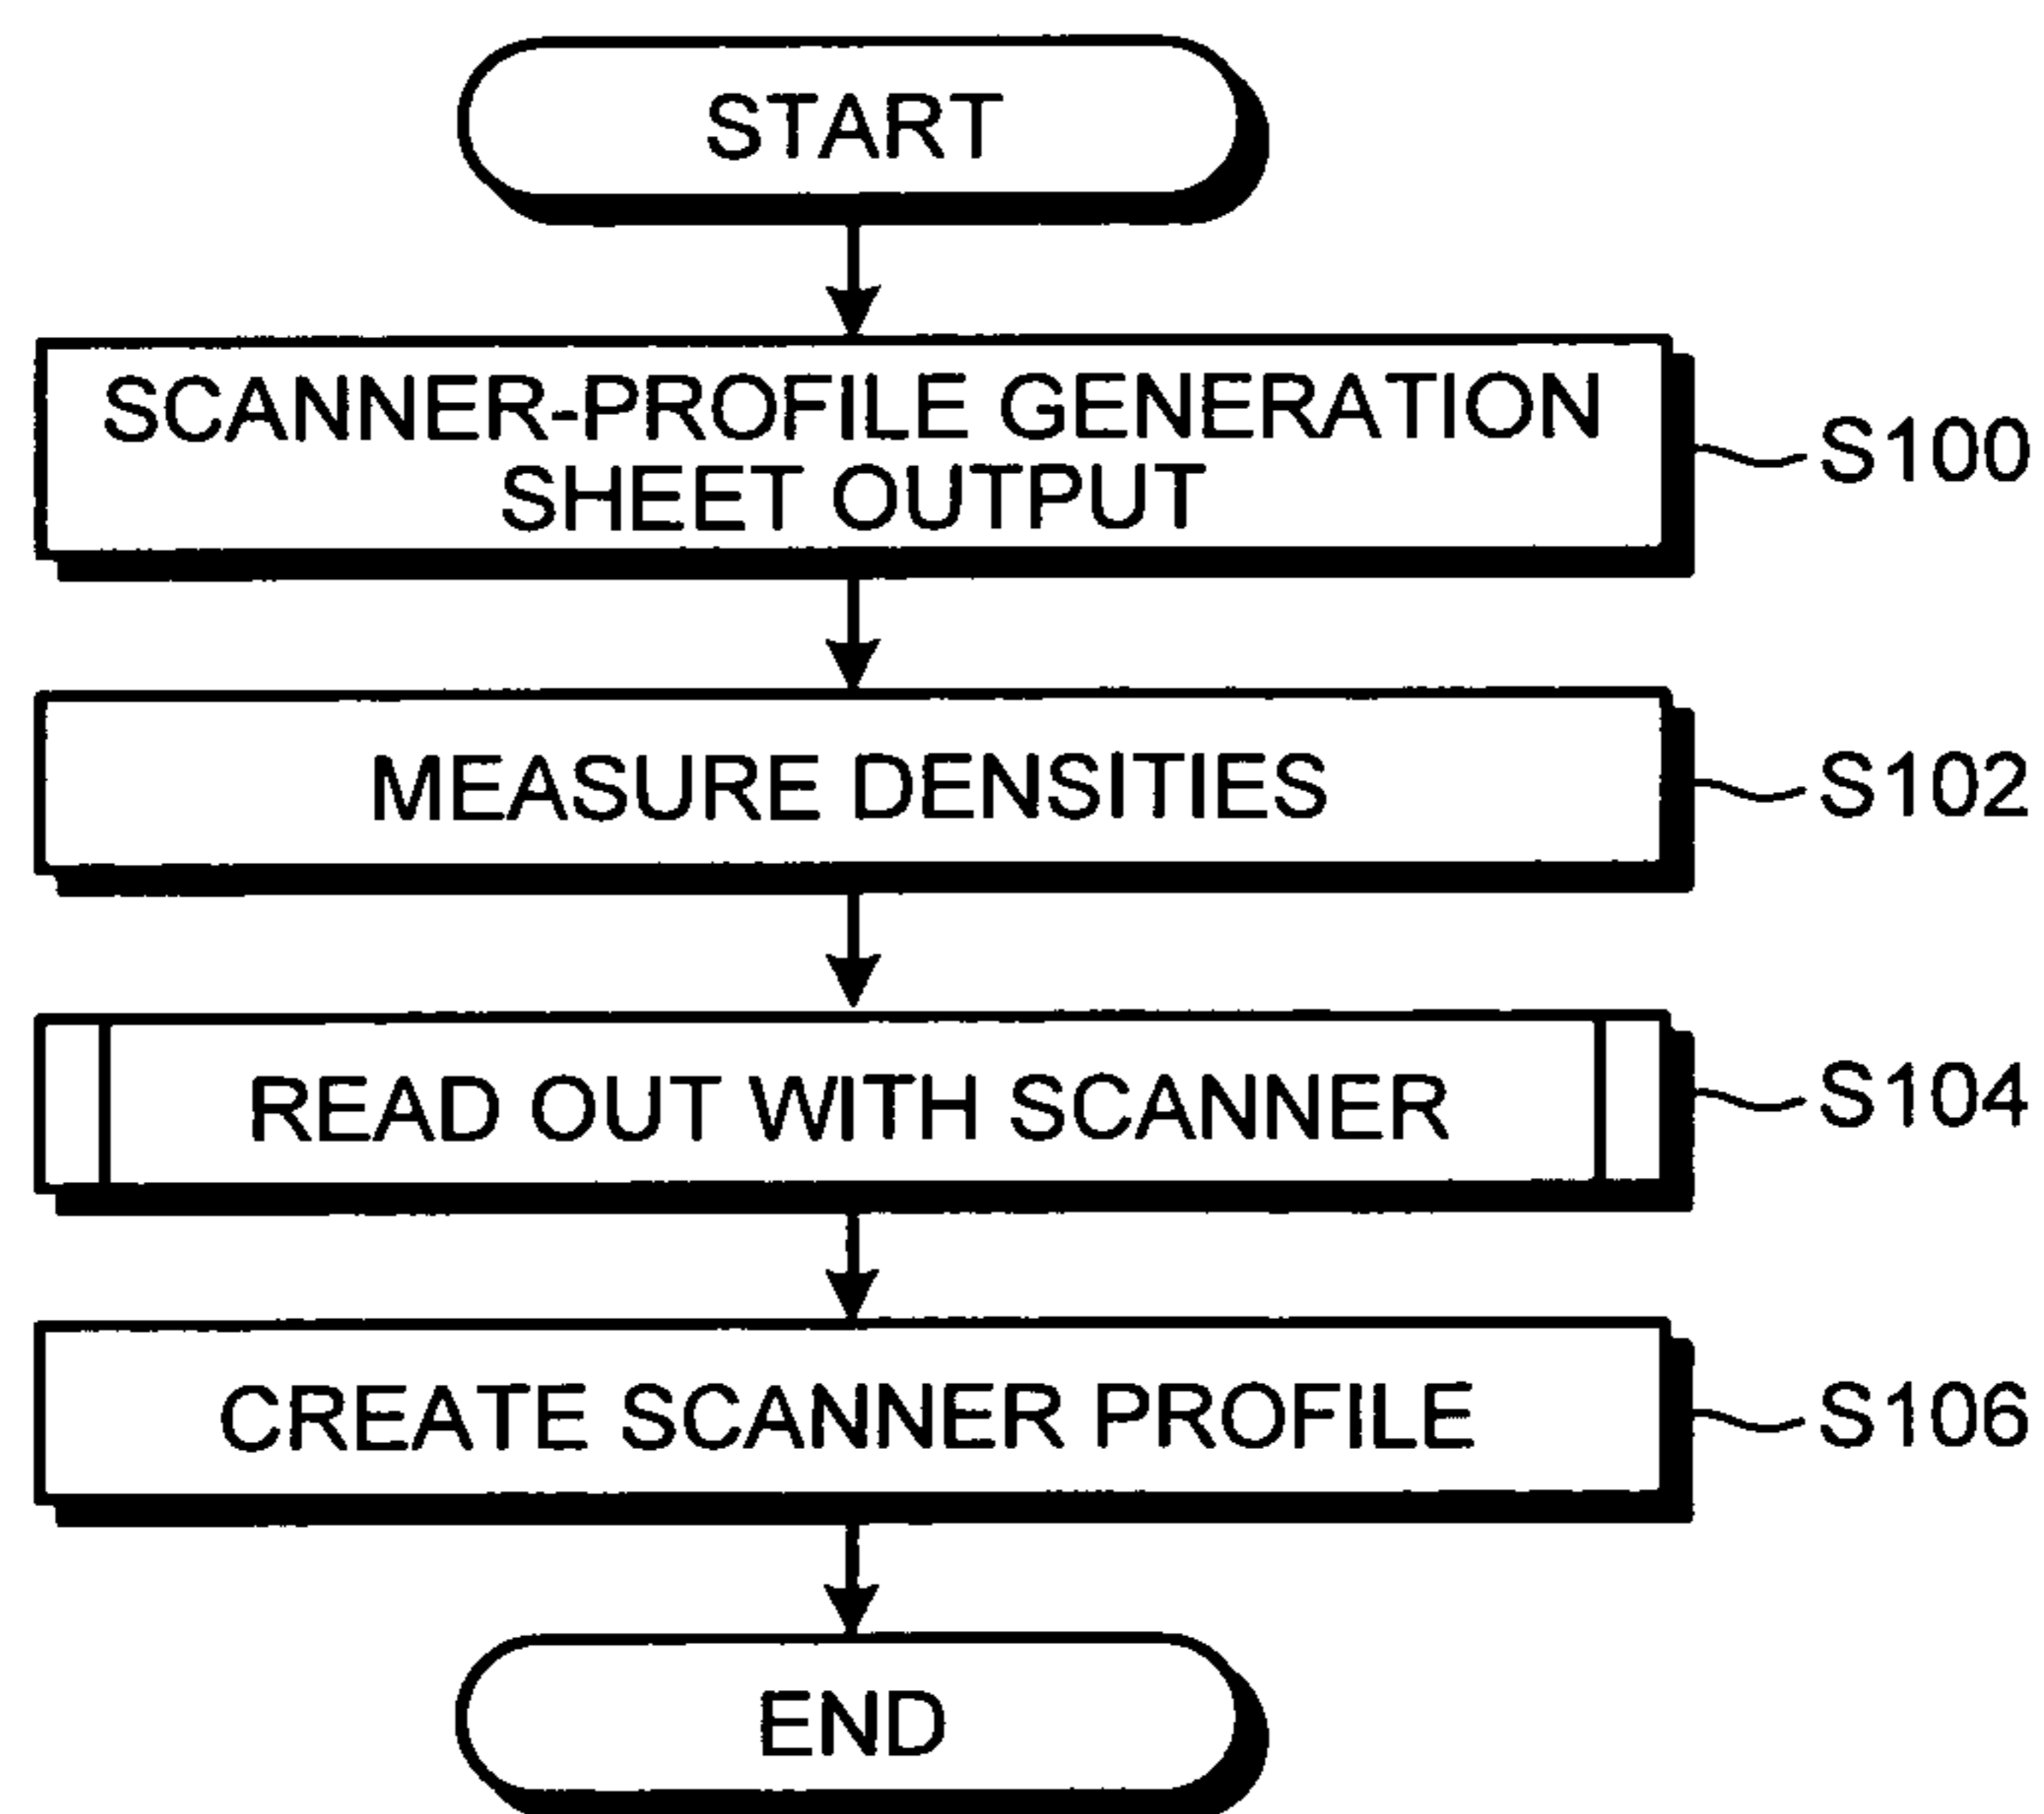 START
SCANNER-PROFILE GENERATION
SHEET OUTPUT
S100
MEASURE DENSITIES
S102
READ OUT WITH SCANNER
S104
CREATE SCANNER PROFILE
S106
END